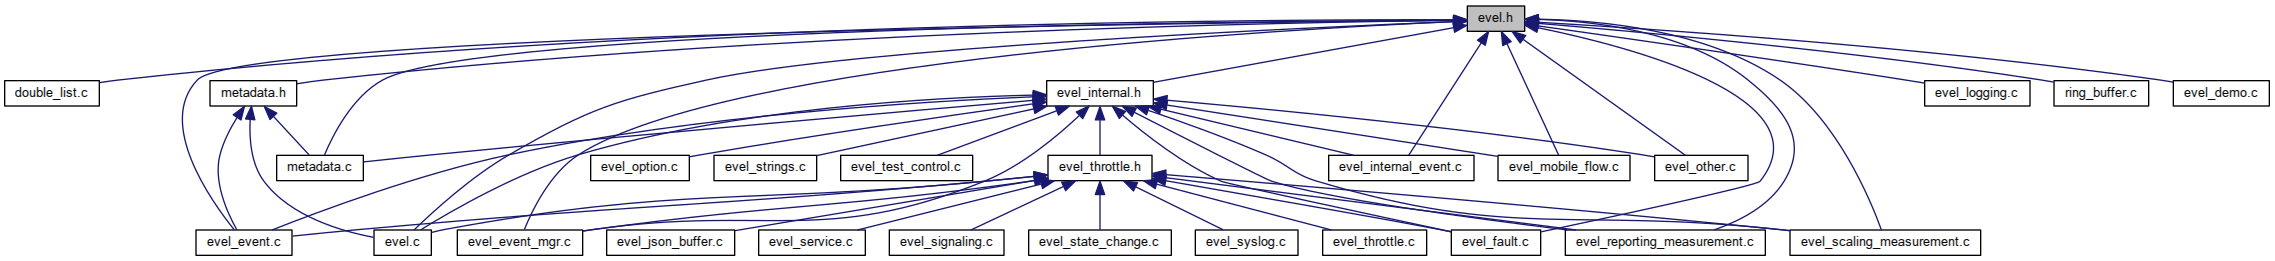 evel.h
double_list.c
metadata.h
evel_internal.h
evel_logging.c
ring_buffer.c
evel_demo.c
metadata.c
evel_option.c
evel_strings.c
evel_test_control.c
evel_throttle.h
evel_internal_event.c
evel_mobile_flow.c
evel_other.c
evel_event.c
evel.c
evel_event_mgr.c
evel_json_buffer.c
evel_service.c
evel_signaling.c
evel_state_change.c
evel_syslog.c
evel_throttle.c
evel_fault.c
evel_reporting_measurement.c
evel_scaling_measurement.c